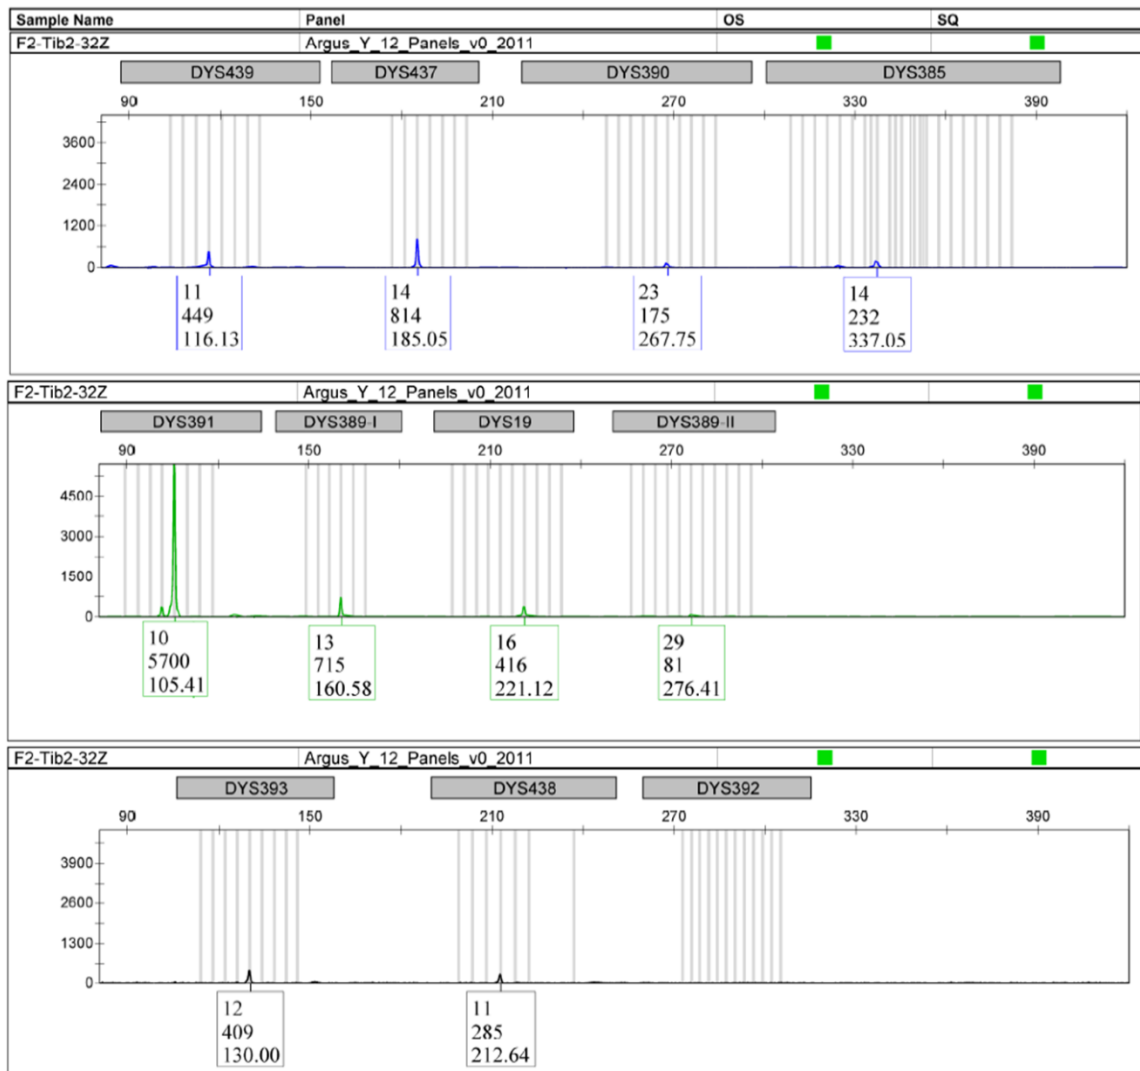 Sample Name Panel OS SQ
F2-Tib2-32Z Argus_Y_12_Panels_v0_2011
DYS439 DYS437 DYS390 DYS385
90 150 210 270 330 390
3600
2400
1200
0
11 14 23 14
449 814 175 232
116.13 185.05 267.75 337.05
F2-Tib2-32Z Argus_Y_12_Panels_v0_2011
DYS391 DYS389-I DYS19 DYS389-II
90 150 210 270 330 390
4500
3000
1500
0
10 13 16 29
5700 715 416 81
105.41 160.58 221.12 276.41
F2-Tib2-32Z Argus_Y_12_Panels_v0_2011
DYS393 DYS438 DYS392
90 150 210 270 330 390
3900
2600
1300
0
12 11
409 285
130.00 212.64